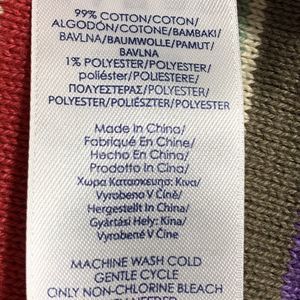 99% COTTON/COTON/
ALGODÓN/COTONE/BAMBAKI/
BAVLNA/BAUMWOLLE/PAMUT/
BAVLNA
1% POLYESTER/POLYESTER/
poliéster/POLIESTERE/
ΠΟΛΥΕΣΤΕΡΑΣ/POLYESTER/
POLYESTER/POLIÉSZTER/POLYESTER
Made In China/
Fabriqué En Chine/
Hecho En China/
Prodotto In Cina/
Χωρα Κατασκευησ: Κινα/
Vyrobeno V Číně/
Hergestellt In China/
Gyártási Hely: Kína/
Vyrobené V Číne
MACHINE WASH COLD
GENTLE CYCLE
ONLY NON-CHLORINE BLEACH
WHEN NEEDED